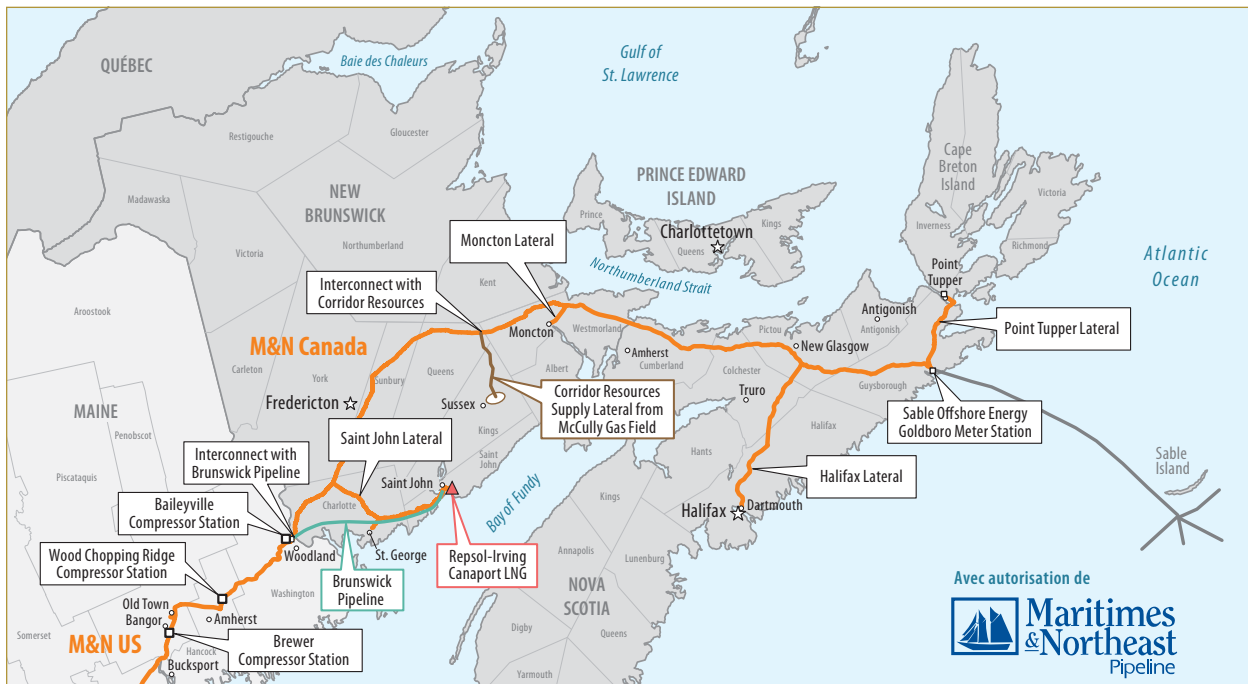 QUÉBEC
Baie des Chaleurs
Gulf of
St. Lawrence
Restigouche
Gloucester
Cape
Breton
Island
Victoria
NEW
BRUNSWICK
PRINCE EDWARD
ISLAND
Madawaska
Prince
Kings
Inverness
Charlottetown
Queens
Richmond
Victoria
Northumberland
Moncton Lateral
Atlantic
Ocean
Northumberland Strait
Point
Tupper
Kent
Interconnect with
Corridor Resources
Aroostook
Antigonish
Antigonish
Point Tupper Lateral
Moncton
Westmorland
Pictou
New Glasgow
M&N Canada
Amherst
Cumberland
Carleton
York
Sunbury
Queens
Albert
Colchester
Guysborough
MAINE
Fredericton
Sussex
Corridor Resources
Supply Lateral from
McCully Gas Field
Truro
Sable Offshore Energy
Goldboro Meter Station
Penobscot
Kings
Halifax
Saint John Lateral
Saint
John
Hants
Sable
Island
Interconnect with
Brunswick Pipeline
Piscataquis
Saint John
Halifax Lateral
Charlotte
Bay of Fundy
Kings
Baileyville
Compressor Station
Halifax
Dartmouth
Woodland
St. George
Repsol-Irving
Canaport LNG
Annapolis
Lunenburg
Wood Chopping Ridge
Compressor Station
Brunswick
Pipeline
Washington
NOVA
SCOTIA
Avec autorisation de
Old Town
Bangor
Amherst
Maritimes
&Northeast
Pipeline
Somerset
M&N US
Digby
Queens
Hancock
Brewer
Compressor Station
Bucksport
Yarmouth